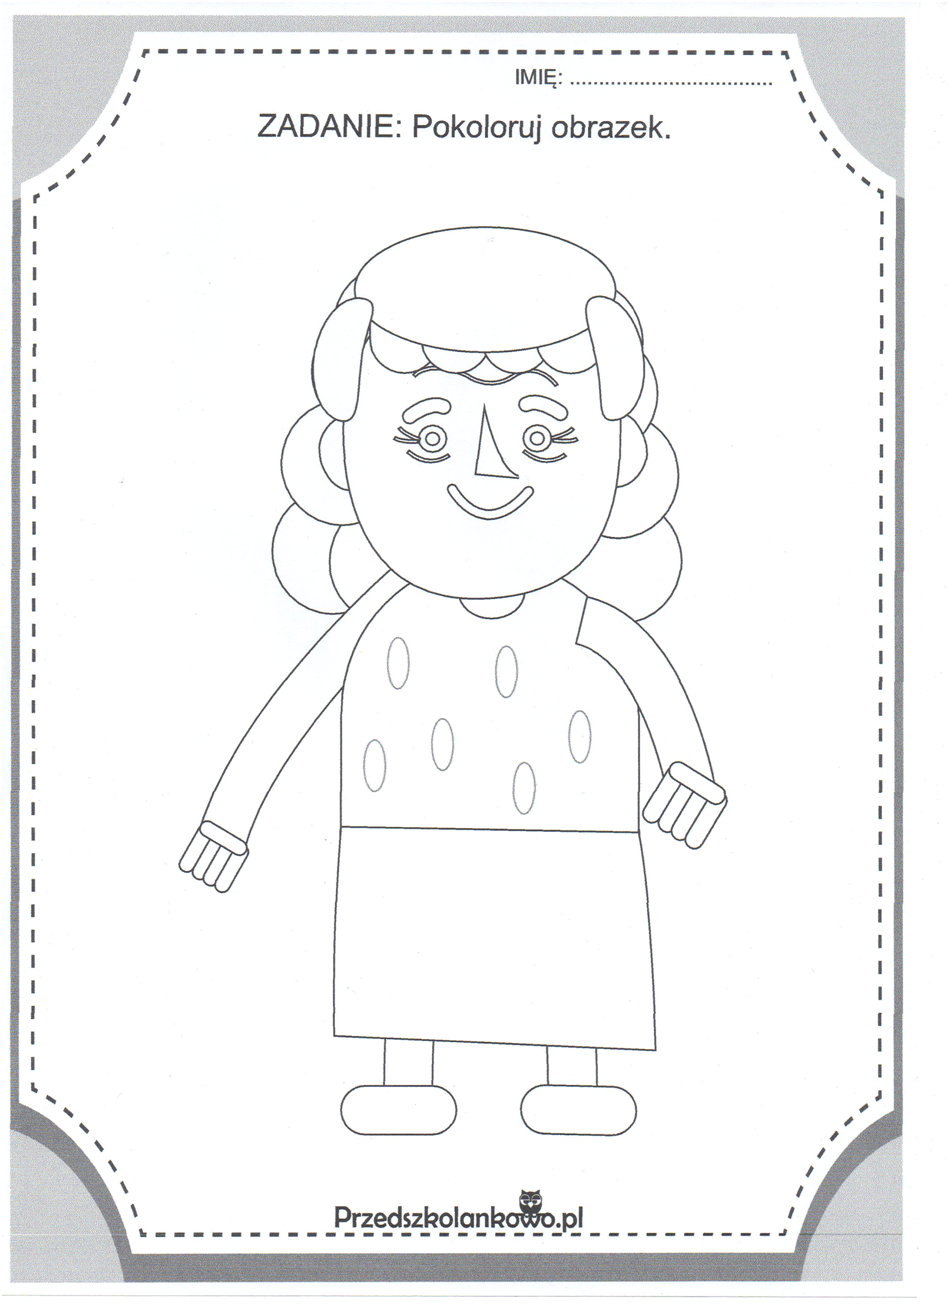 IMIĘ: ..................................
ZADANIE: Pokoloruj obrazek.
Przedszkolankowo.pl